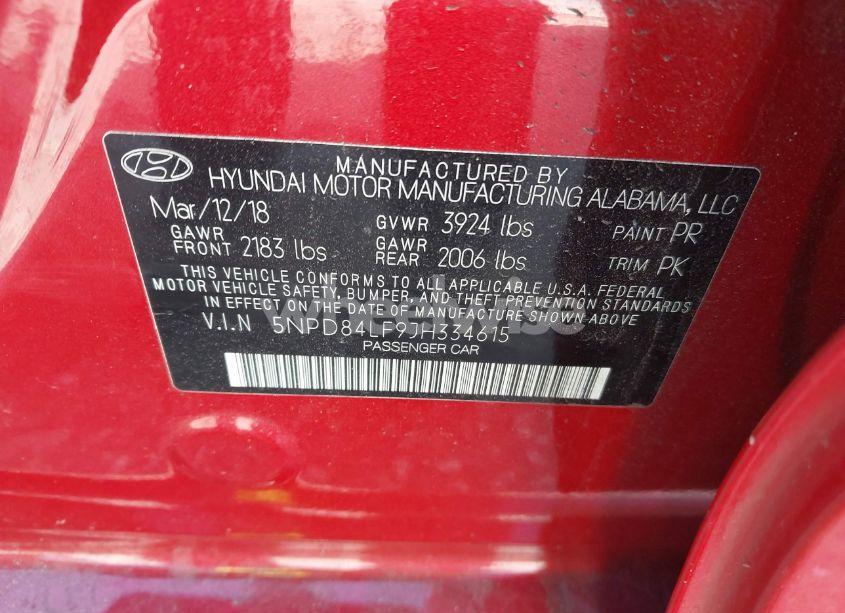 MANUFACTURED BY
HYUNDAI MOTOR MANUFACTURING ALABAMA, LLC
Mar/12/18 GVWR 3924 lbs PAINT PR
GAWR FRONT 2183 lbs GAWR REAR 2006 lbs TRIM PK
THIS VEHICLE CONFORMS TO ALL APPLICABLE U.S.A. FEDERAL
MOTOR VEHICLE SAFETY, BUMPER, AND THEFT PREVENTION STANDARDS
IN EFFECT ON THE DATE OF MANUFACTURE SHOWN ABOVE.
V.I.N 5NPD84LF9JH334615
PASSENGER CAR